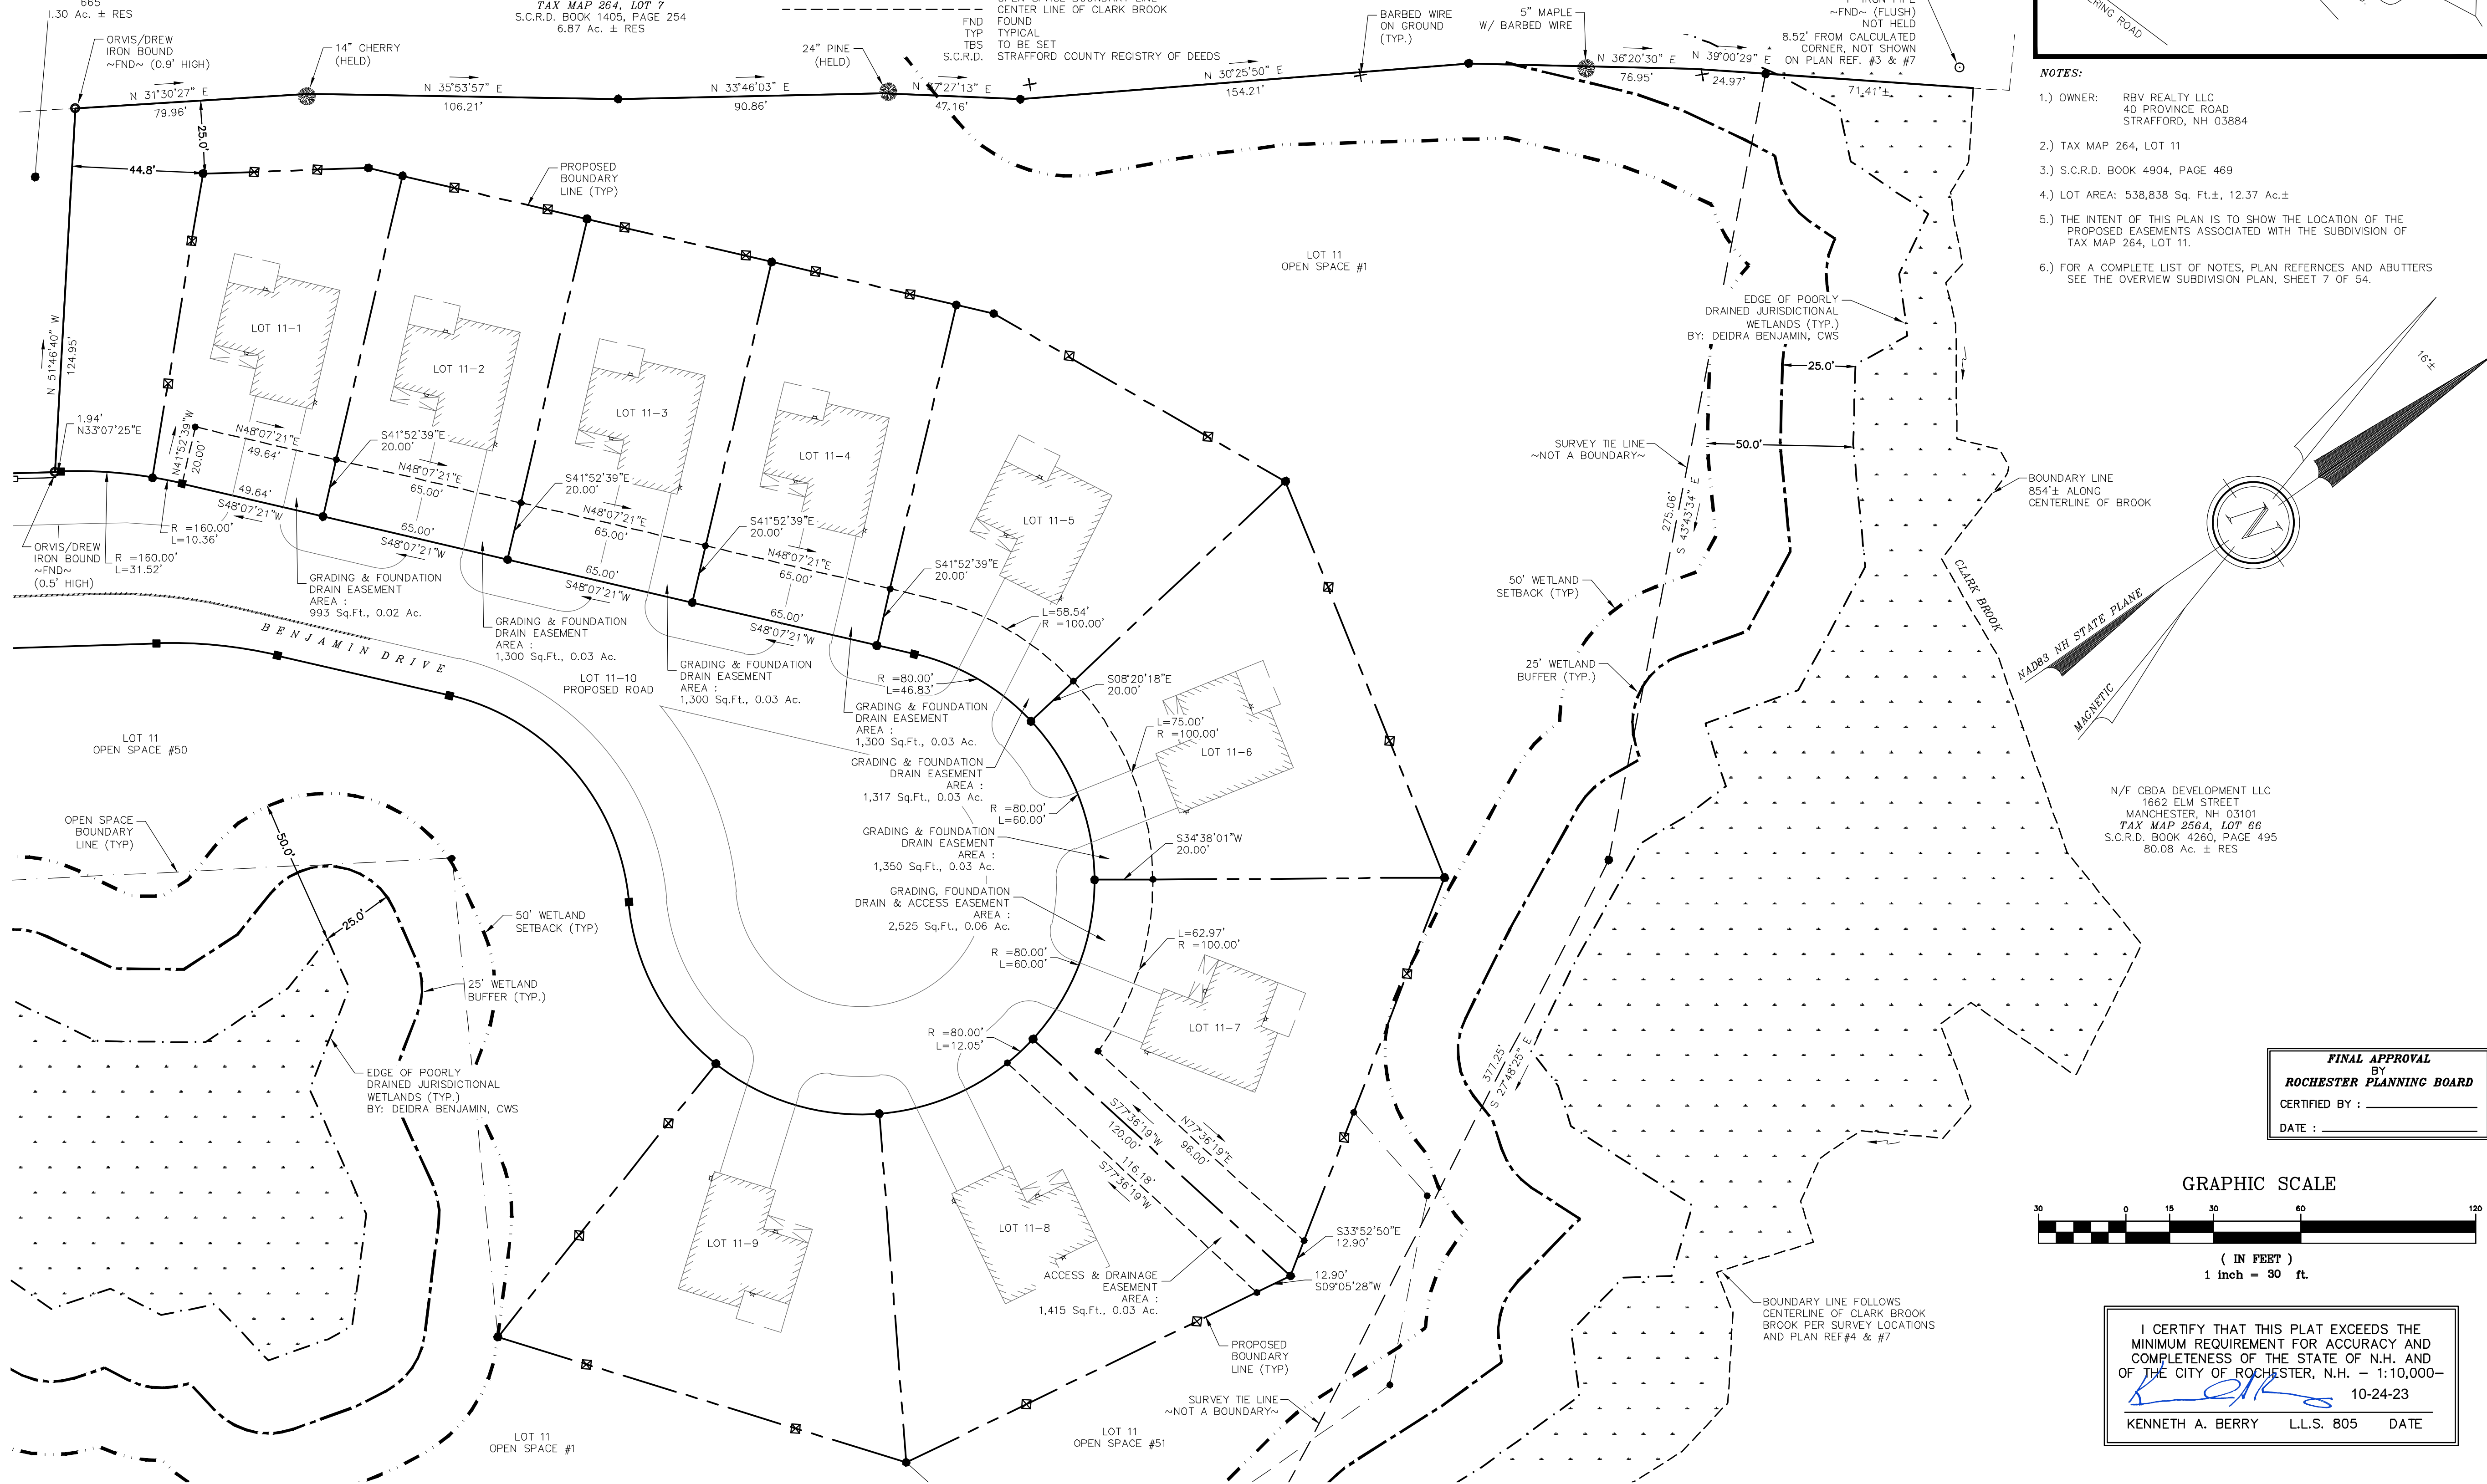 665
1.30 Ac. ± RES
TAX MAP 264, LOT 7
S.C.R.D. BOOK 1405, PAGE 254
6.87 Ac. ± RES
CENTER LINE OF CLARK BROOK
FND FOUND
TYP TYPICAL
TBS TO BE SET
S.C.R.D. STRAFFORD COUNTY REGISTRY OF DEEDS
ORVIS/DREW
IRON BOUND
~FND~ (0.9' HIGH)
14" CHERRY
(HELD)
24" PINE
(HELD)
BARBED WIRE
ON GROUND
(TYP.)
5" MAPLE
W/ BARBED WIRE
~FND~ (FLUSH)
NOT HELD
8.52' FROM CALCULATED
CORNER, NOT SHOWN
ON PLAN REF. #3 & #7
ERING ROAD
N 31°30'27" E
79.96'
N 35°53'57" E
106.21'
N 33°46'03" E
90.86'
47.16'
N 30°25'50" E
154.21'
N 36°20'30" E
76.95'
N 39°00'29" E
24.97'
71.41'±
25.0'
44.8'
PROPOSED
BOUNDARY
LINE (TYP)
NOTES:
1.) OWNER: RBV REALTY LLC
40 PROVINCE ROAD
STRAFFORD, NH 03884
2.) TAX MAP 264, LOT 11
3.) S.C.R.D. BOOK 4904, PAGE 469
4.) LOT AREA: 538,838 Sq. Ft.±, 12.37 Ac.±
5.) THE INTENT OF THIS PLAN IS TO SHOW THE LOCATION OF THE
PROPOSED EASEMENTS ASSOCIATED WITH THE SUBDIVISION OF
TAX MAP 264, LOT 11.
6.) FOR A COMPLETE LIST OF NOTES, PLAN REFERNCES AND ABUTTERS
SEE THE OVERVIEW SUBDIVISION PLAN, SHEET 7 OF 54.
LOT 11
OPEN SPACE #1
EDGE OF POORLY
DRAINED JURISDICTIONAL
WETLANDS (TYP.)
BY: DEIDRA BENJAMIN, CWS
25.0'
50.0'
SURVEY TIE LINE
~NOT A BOUNDARY~
275.06'
S 43°43'34" E
BOUNDARY LINE
854'± ALONG
CENTERLINE OF BROOK
CLARK BROOK
16°±
N
NAD83 NH STATE PLANE
MAGNETIC
50' WETLAND
SETBACK (TYP)
25' WETLAND
BUFFER (TYP.)
N 51°46'40" W
124.95'
1.94'
N33°07'25"E
LOT 11-1
LOT 11-2
LOT 11-3
LOT 11-4
LOT 11-5
N41°52'39"W
20.00'
N48°07'21"E
49.64'
S41°52'39"E
20.00'
N48°07'21"E
65.00'
S41°52'39"E
20.00'
N48°07'21"E
65.00'
S41°52'39"E
20.00'
N48°07'21"E
65.00'
S41°52'39"E
20.00'
49.64'
S48°07'21"W
65.00'
S48°07'21"W
65.00'
S48°07'21"W
65.00'
S48°07'21"W
ORVIS/DREW
IRON BOUND
~FND~
(0.5' HIGH)
R =160.00'
L=31.52'
R =160.00'
L=10.36'
GRADING & FOUNDATION
DRAIN EASEMENT
AREA :
993 Sq.Ft., 0.02 Ac.
GRADING & FOUNDATION
DRAIN EASEMENT
AREA :
1,300 Sq.Ft., 0.03 Ac.
GRADING & FOUNDATION
DRAIN EASEMENT
AREA :
1,300 Sq.Ft., 0.03 Ac.
GRADING & FOUNDATION
DRAIN EASEMENT
AREA :
1,300 Sq.Ft., 0.03 Ac.
BENJAMIN DRIVE
LOT 11-10
PROPOSED ROAD
L=58.54'
R =100.00'
R =80.00'
L=46.83'
S08°20'18"E
20.00'
L=75.00'
R =100.00'
LOT 11-6
GRADING & FOUNDATION
DRAIN EASEMENT
AREA :
1,317 Sq.Ft., 0.03 Ac.
R =80.00'
L=60.00'
GRADING & FOUNDATION
DRAIN EASEMENT
AREA :
1,350 Sq.Ft., 0.03 Ac.
S34°38'01"W
20.00'
GRADING, FOUNDATION
DRAIN & ACCESS EASEMENT
AREA :
2,525 Sq.Ft., 0.06 Ac.
L=62.97'
R =100.00'
R =80.00'
L=60.00'
LOT 11-7
R =80.00'
L=12.05'
LOT 11
OPEN SPACE #50
OPEN SPACE
BOUNDARY
LINE (TYP)
50.0'
25.0'
50' WETLAND
SETBACK (TYP)
25' WETLAND
BUFFER (TYP.)
EDGE OF POORLY
DRAINED JURISDICTIONAL
WETLANDS (TYP.)
BY: DEIDRA BENJAMIN, CWS
S77°36'19"W
120.00'
N77°36'19"E
96.00'
116.18'
S77°36'19"W
LOT 11-8
LOT 11-9
S33°52'50"E
12.90'
12.90'
S09°05'28"W
ACCESS & DRAINAGE
EASEMENT
AREA :
1,415 Sq.Ft., 0.03 Ac.
PROPOSED
BOUNDARY
LINE (TYP)
377.25'
S 27°48'25" E
SURVEY TIE LINE
~NOT A BOUNDARY~
LOT 11
OPEN SPACE #1
LOT 11
OPEN SPACE #51
BOUNDARY LINE FOLLOWS
CENTERLINE OF CLARK BROOK
BROOK PER SURVEY LOCATIONS
AND PLAN REF#4 & #7
N/F CBDA DEVELOPMENT LLC
1662 ELM STREET
MANCHESTER, NH 03101
TAX MAP 256A, LOT 66
S.C.R.D. BOOK 4260, PAGE 495
80.08 Ac. ± RES
FINAL APPROVAL
BY
ROCHESTER PLANNING BOARD
CERTIFIED BY :
DATE :
GRAPHIC SCALE
30 0 15 30 60 120
( IN FEET )
1 inch = 30 ft.
I CERTIFY THAT THIS PLAT EXCEEDS THE
MINIMUM REQUIREMENT FOR ACCURACY AND
COMPLETENESS OF THE STATE OF N.H. AND
OF THE CITY OF ROCHESTER, N.H. – 1:10,000–
10-24-23
KENNETH A. BERRY L.L.S. 805 DATE